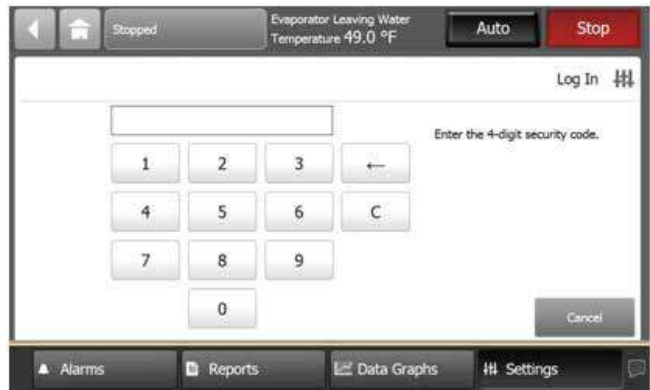 Stopped
Evaporator Leaving Water
Temperature 49.0 °F
Auto
Stop
Log In
Enter the 4-digit security code.
1 2 3 ←
4 5 6 C
7 8 9
0
Cancel
Alarms
Reports
Data Graphs
Settings